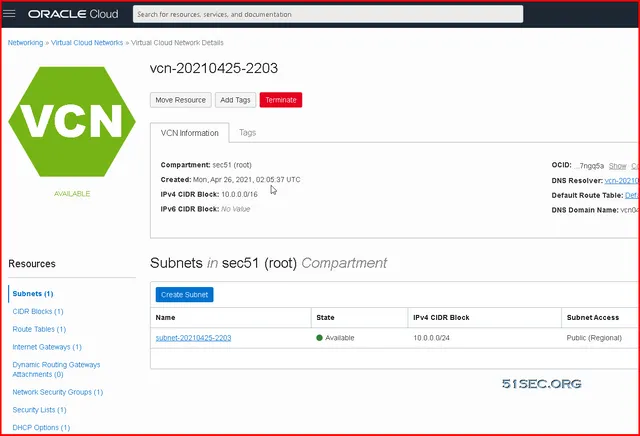 ORACLE Cloud
Search for resources, services, and documentation
Networking » Virtual Cloud Networks » Virtual Cloud Network Details
VCN
AVAILABLE
vcn-20210425-2203
Move Resource Add Tags Terminate
VCN Information Tags
Compartment: sec51 (root)
Created: Mon, Apr 26, 2021, 02:05:37 UTC
IPv4 CIDR Block: 10.0.0.0/16
IPv6 CIDR Block: No Value
OCID: ...7ngq5a Show Co
DNS Resolver: vcn-20210
Default Route Table: Def
DNS Domain Name: vcn04
Resources
Subnets (1)
CIDR Blocks (1)
Route Tables (1)
Internet Gateways (1)
Dynamic Routing Gateways
Attachments (0)
Network Security Groups (1)
Security Lists (1)
DHCP Options (1)
Subnets in sec51 (root) Compartment
Create Subnet
Name State IPv4 CIDR Block Subnet Access
subnet-20210425-2203 Available 10.0.0.0/24 Public (Regional)
51SEC.ORG